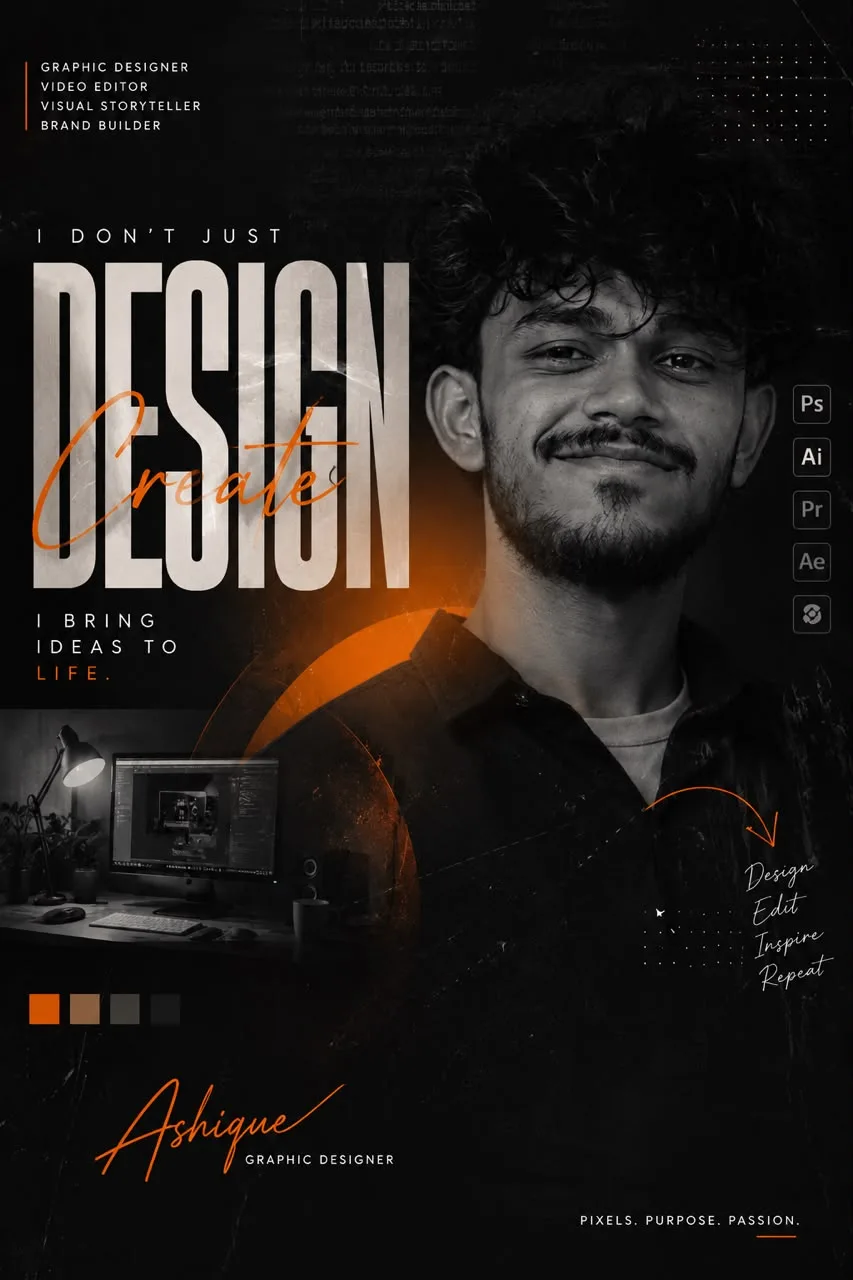 GRAPHIC DESIGNER
VIDEO EDITOR
VISUAL STORYTELLER
BRAND BUILDER
I DON'T JUST
DESIGN
Create
I BRING
IDEAS TO
LIFE.
Ps
Ai
Pr
Ae
Design
Edit
Inspire
Repeat
Ashique
GRAPHIC DESIGNER
PIXELS. PURPOSE. PASSION.